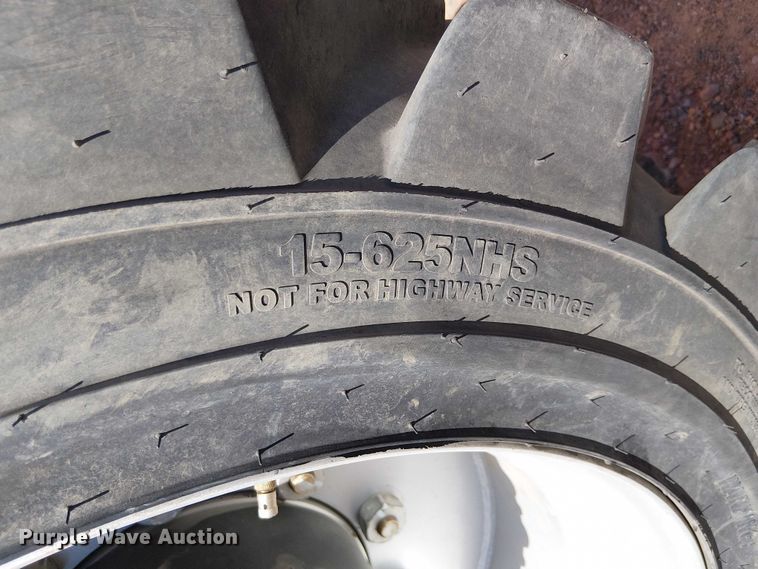 15-625NHS
NOT FOR HIGHWAY SERVICE
Purple Wave Auction